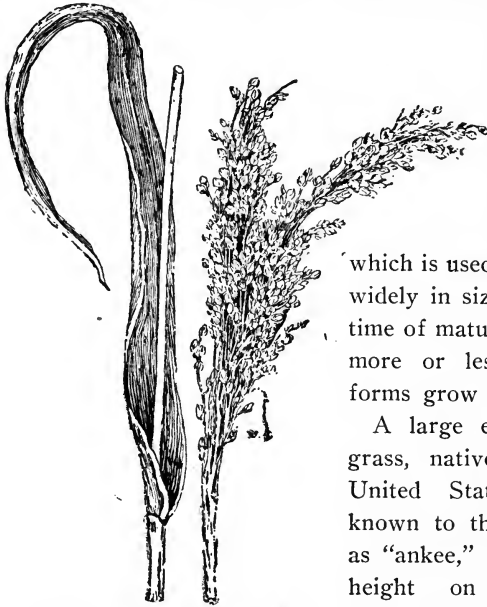 which is used
widely in siz
time of matu
more or les
forms grow
A large e
grass, native
United Stat
known to th
as “ankee,”
height on